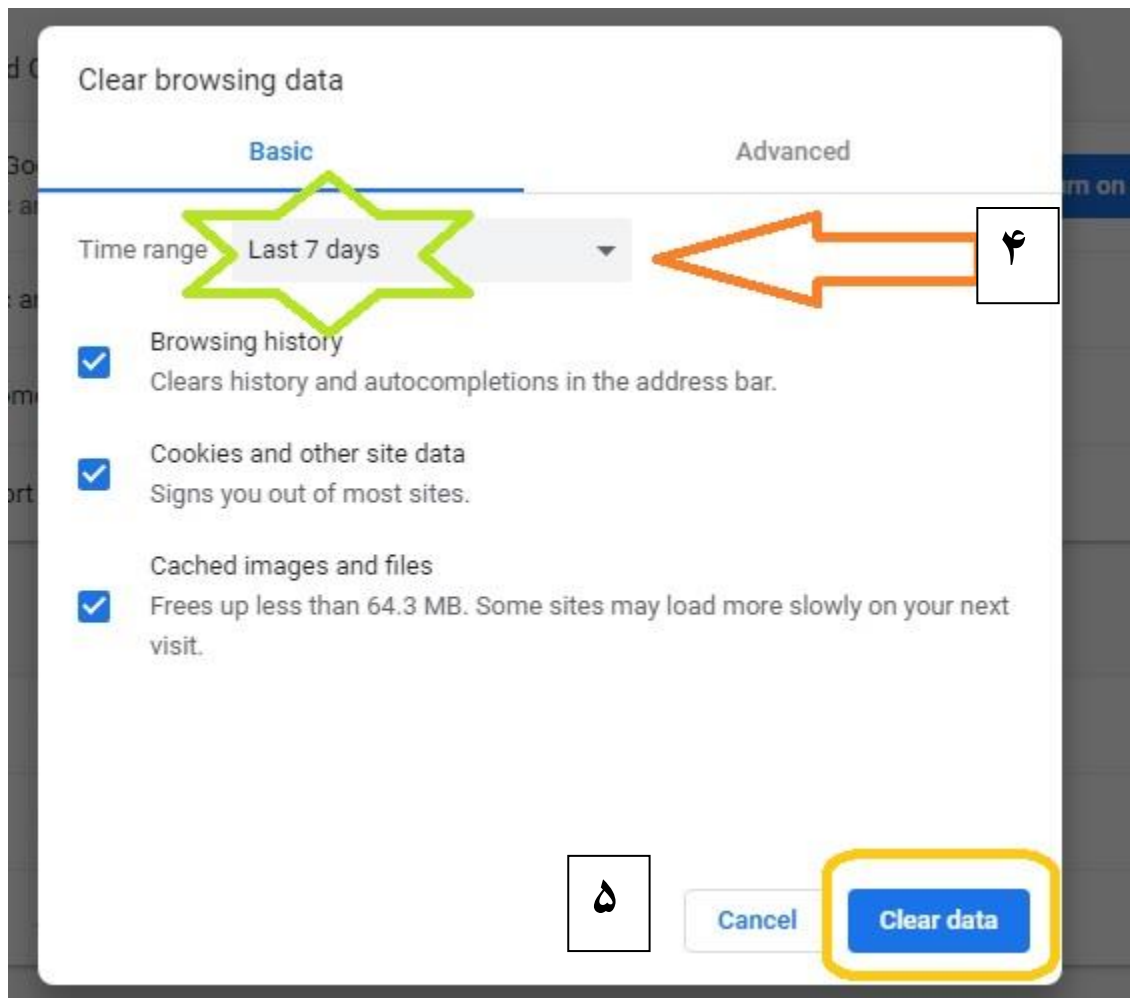 Clear browsing data
Basic Advanced
Time range Last 7 days
۴
Browsing history
Clears history and autocompletions in the address bar.
Cookies and other site data
Signs you out of most sites.
Cached images and files
Frees up less than 64.3 MB. Some sites may load more slowly on your next
visit.
۵
Cancel Clear data